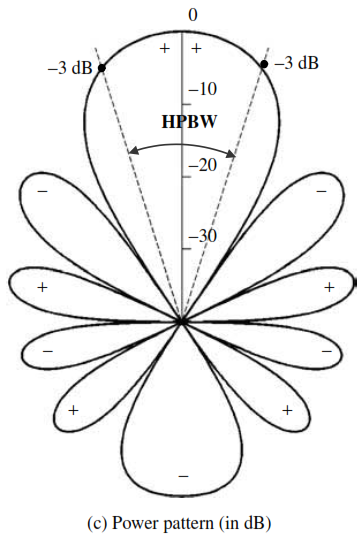 0
+ +
−3 dB
−3 dB
−10
HPBW
−20
− −
−30
+ +
− −
+ +
−
(c) Power pattern (in dB)